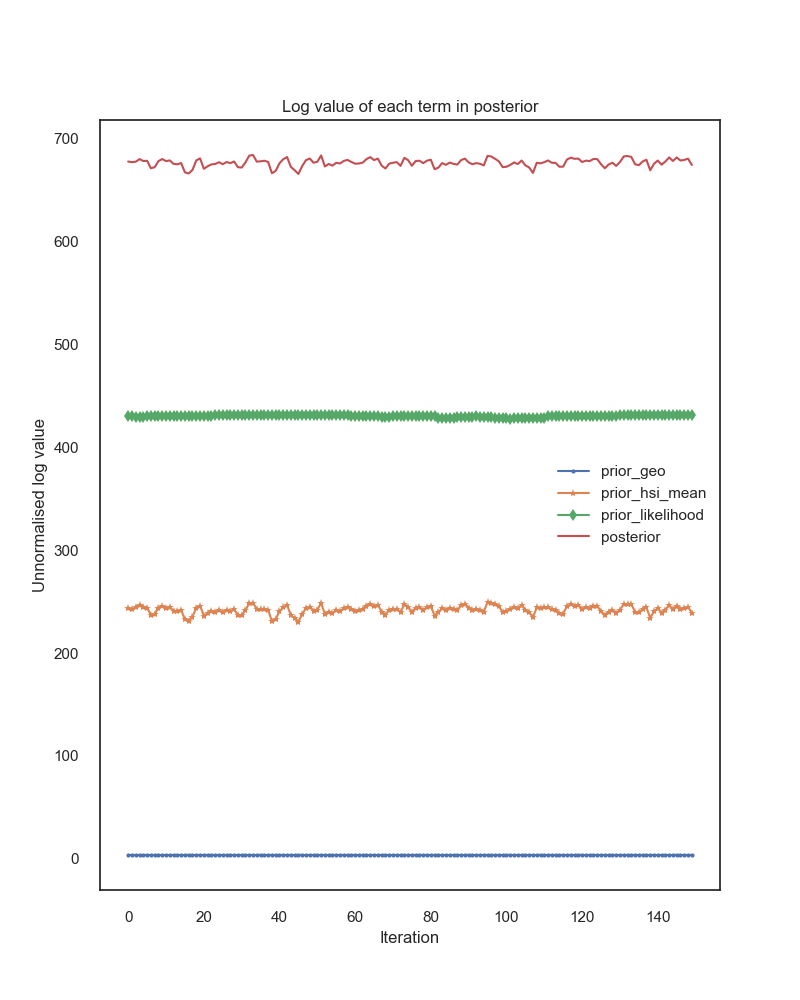 Log value of each term in posterior
700
600
500
400
300
200
100
0
Unnormalised log value
prior_geo
prior_hsi_mean
prior_likelihood
posterior
0 20 40 60 80 100 120 140
Iteration